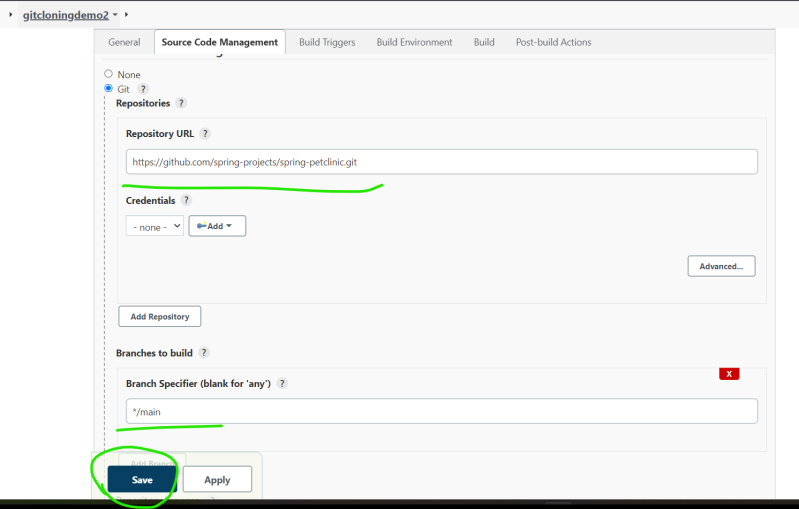 gitcloningdemo2
General Source Code Management Build Triggers Build Environment Build Post-build Actions
None
Git ?
Repositories ?
Repository URL ?
https://github.com/spring-projects/spring-petclinic.git
Credentials ?
- none - Add
Advanced...
Add Repository
Branches to build ?
X
Branch Specifier (blank for 'any') ?
*/main
Add Branch
Save Apply